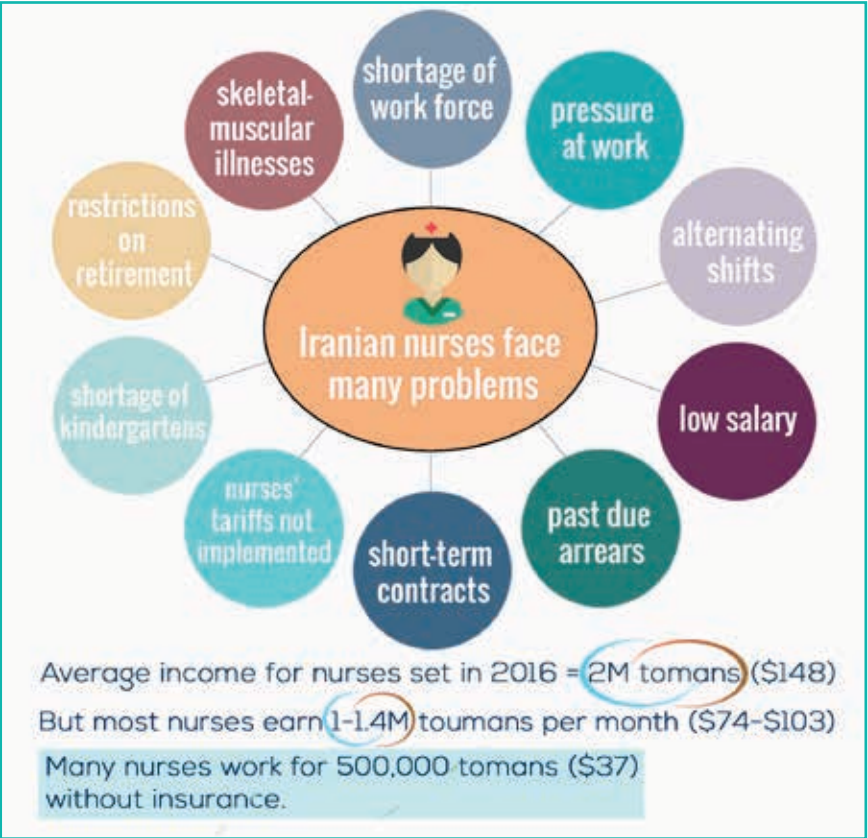 shortage of
work force
pressure
at work
alternating
shifts
low salary
past due
arrears
short-term
contracts
nurses'
tariffs not
implemented
shortage of
kindergartens
restrictions
on
retirement
skeletal-
muscular
illnesses
Iranian nurses face
many problems
Average income for nurses set in 2016 = 2M tomans ($148)
But most nurses earn 1-1.4M toumans per month ($74-$103)
Many nurses work for 500,000 tomans ($37)
without insurance.